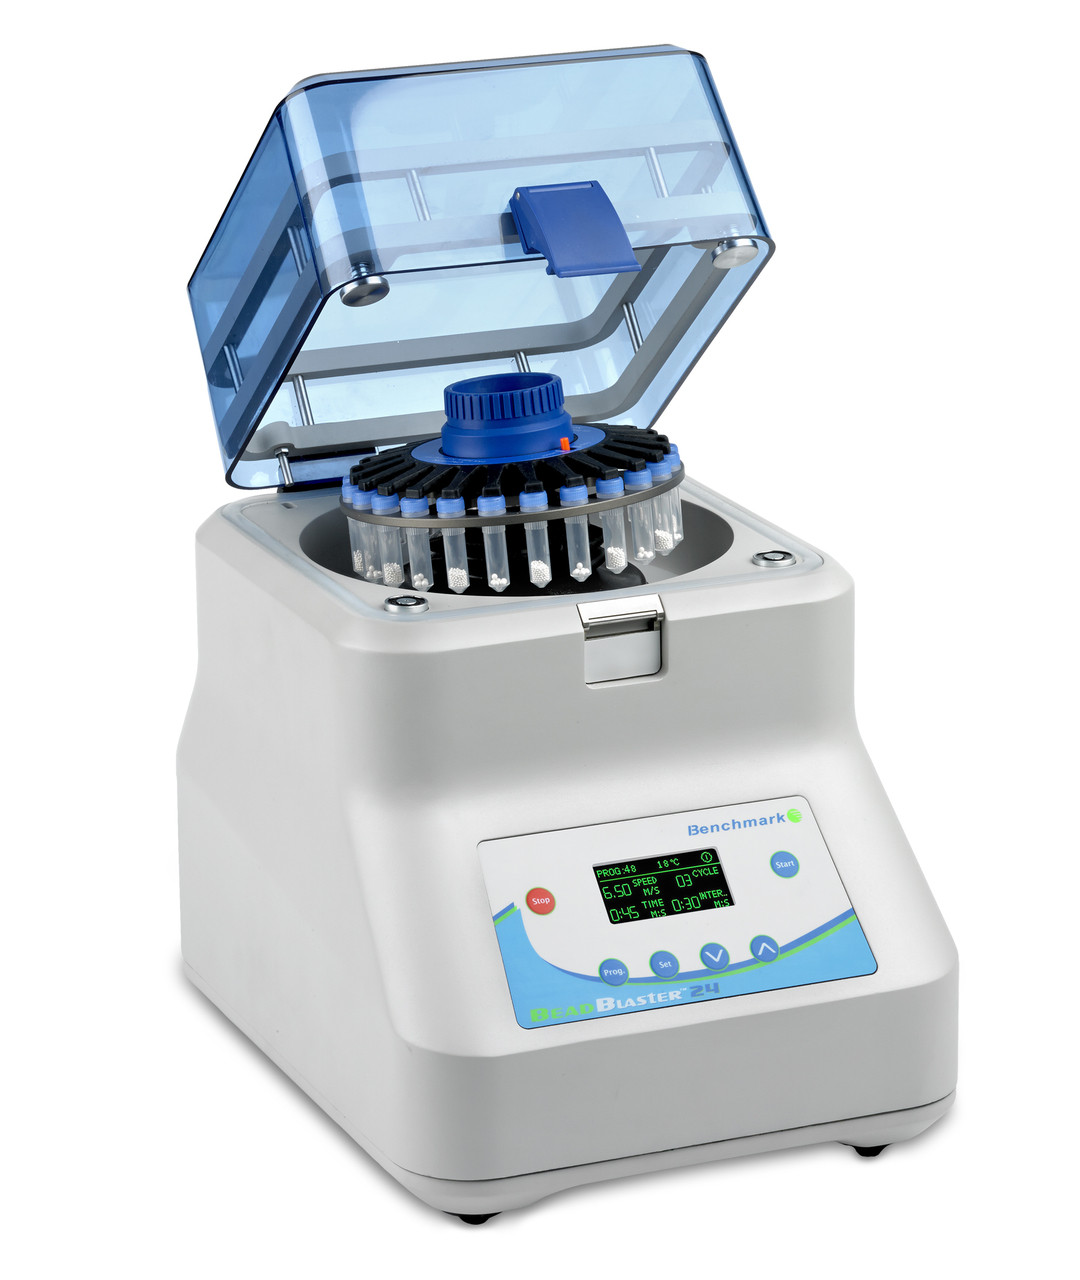 Benchmark
PROG:48 18°C
6.50 SPEED M/S 03 CYCLE
0:45 TIME M:S 0:30 INTER.. M:S
Start
Stop
Prog.
Set
BEADBLASTER™ 24